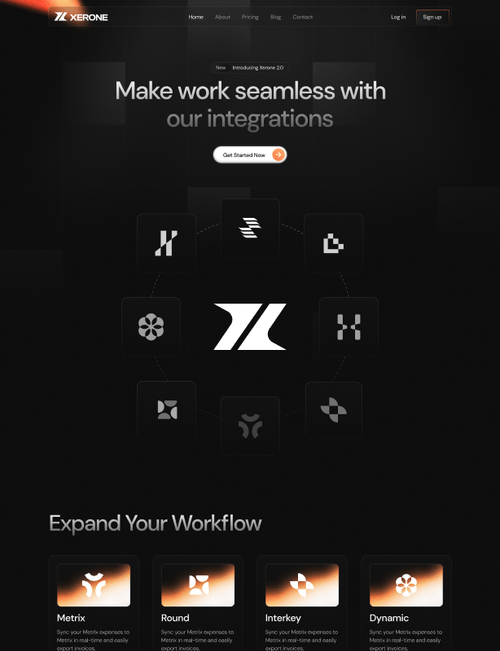 XERONE
Home About Pricing Blog Contact
Log in Sign up
New Introducing Xerone 2.0
Make work seamless with
our integrations
Get Started Now
Expand Your Workflow
Metrix
Sync your Metrix expenses to
Metrix in real-time and easily
export invoices.
Round
Sync your Metrix expenses to
Metrix in real-time and easily
export invoices.
Interkey
Sync your Metrix expenses to
Metrix in real-time and easily
export invoices.
Dynamic
Sync your Metrix expenses to
Metrix in real-time and easily
export invoices.